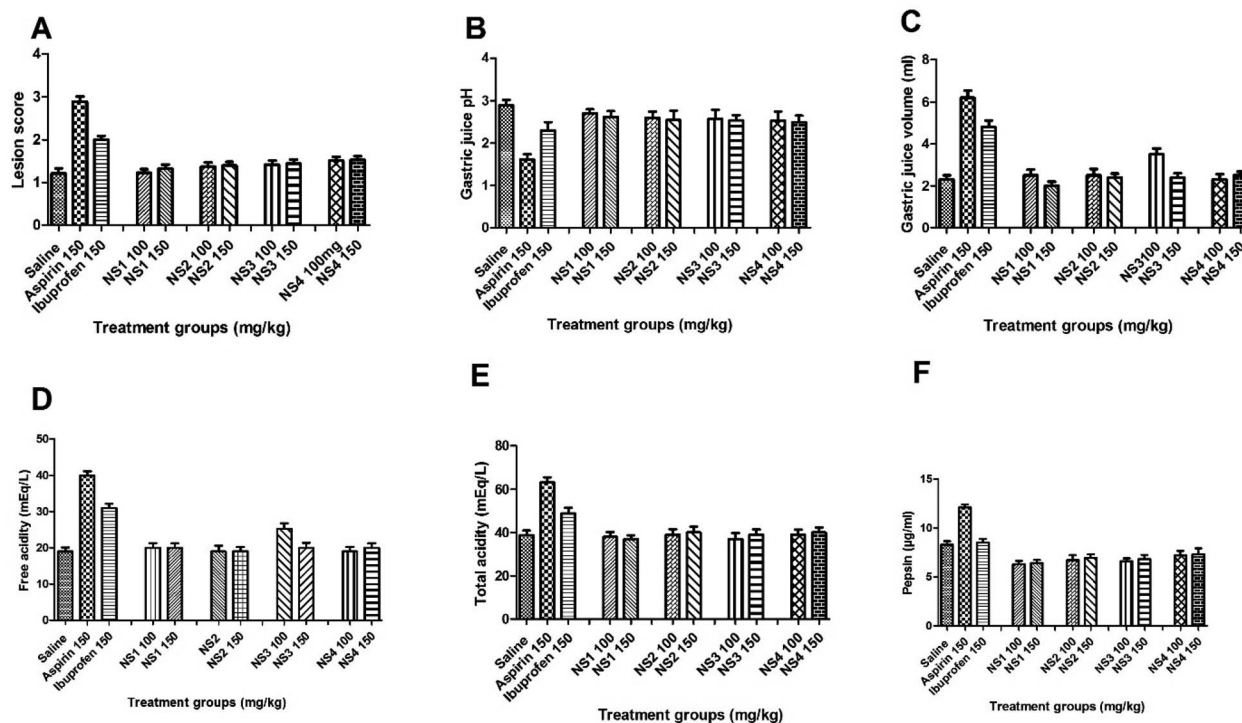 A
Lesion score
4
3
2
1
0
Saline
Aspirin 150
Ibuprofen 150
NS1 100
NS1 150
NS2 100
NS2 150
NS3 100
NS3 150
NS4 100mg
NS4 150
Treatment groups (mg/kg)
B
Gastric juice pH
4
3
2
1
0
Saline
Aspirin 150
Ibuprofen 150
NS1 100
NS1 150
NS2 100
NS2 150
NS3 100
NS3 150
NS4 100
NS4 150
Treatment groups (mg/kg)
C
Gastric juice volume (ml)
8
6
4
2
0
Saline
Aspirin 150
Ibuprofen 150
NS1 100
NS1 150
NS2 100
NS2 150
NS3100
NS3 150
NS4 100
NS4 150
Treatment groups (mg/kg)
D
Free acidity (mEq/L)
50
40
30
20
10
0
Saline
Aspirin 150
Ibuprofen 150
NS1 100
NS1 150
NS2
NS2 150
NS3 100
NS3 150
NS4 100
NS4 150
Treatment groups (mg/kg)
E
Total acidity (mEq/L)
80
60
40
20
0
Saline
Aspirin 150
Ibuprofen 150
NS1 100
NS1 150
NS2 100
NS2 150
NS3 100
NS3 150
NS4 100
NS4 150
Treatment groups (mg/kg)
F
Pepsin (µg/ml)
15
10
5
0
Saline
Aspirin 150
Ibuprofen 150
NS1 100
NS1 150
NS2 100
NS2 150
NS3 100
NS3 150
NS4 100
NS4 150
Treatment groups (mg/kg)